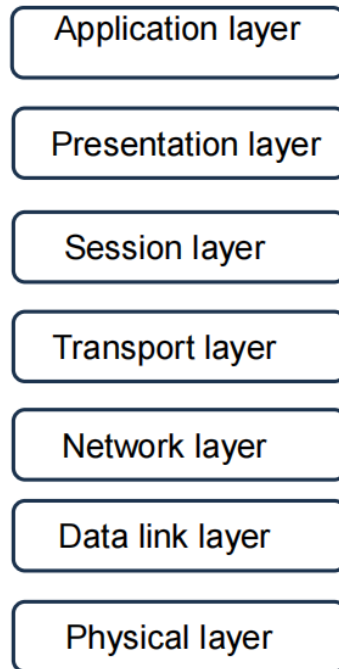 Application layer
Presentation layer
Session layer
Transport layer
Network layer
Data link layer
Physical layer